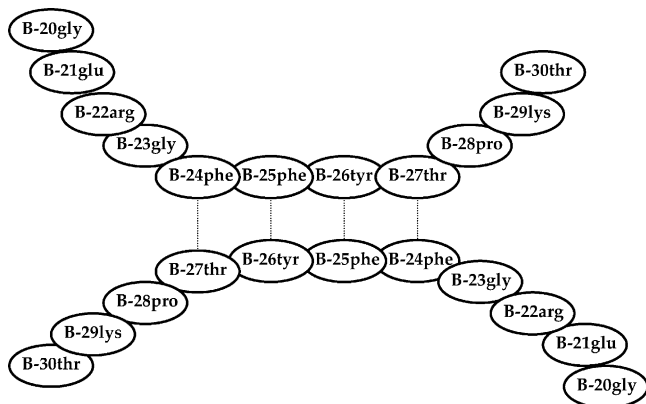 B-20gly
B-21glu
B-22arg
B-23gly
B-24phe
B-25phe
B-26tyr
B-27thr
B-28pro
B-29lys
B-30thr
B-27thr
B-26tyr
B-25phe
B-24phe
B-28pro
B-29lys
B-30thr
B-23gly
B-22arg
B-21glu
B-20gly